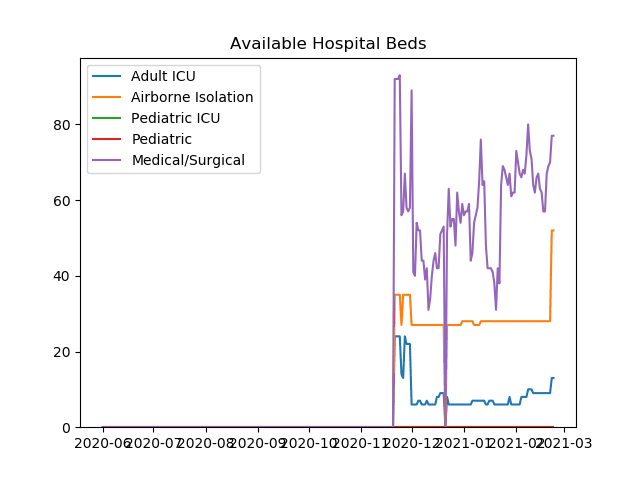 Available Hospital Beds
Adult ICU
Airborne Isolation
Pediatric ICU
Pediatric
Medical/Surgical
80
60
40
20
0
2020-06 2020-07 2020-08 2020-09 2020-10 2020-11 2020-12 2021-01 2021-02 2021-03